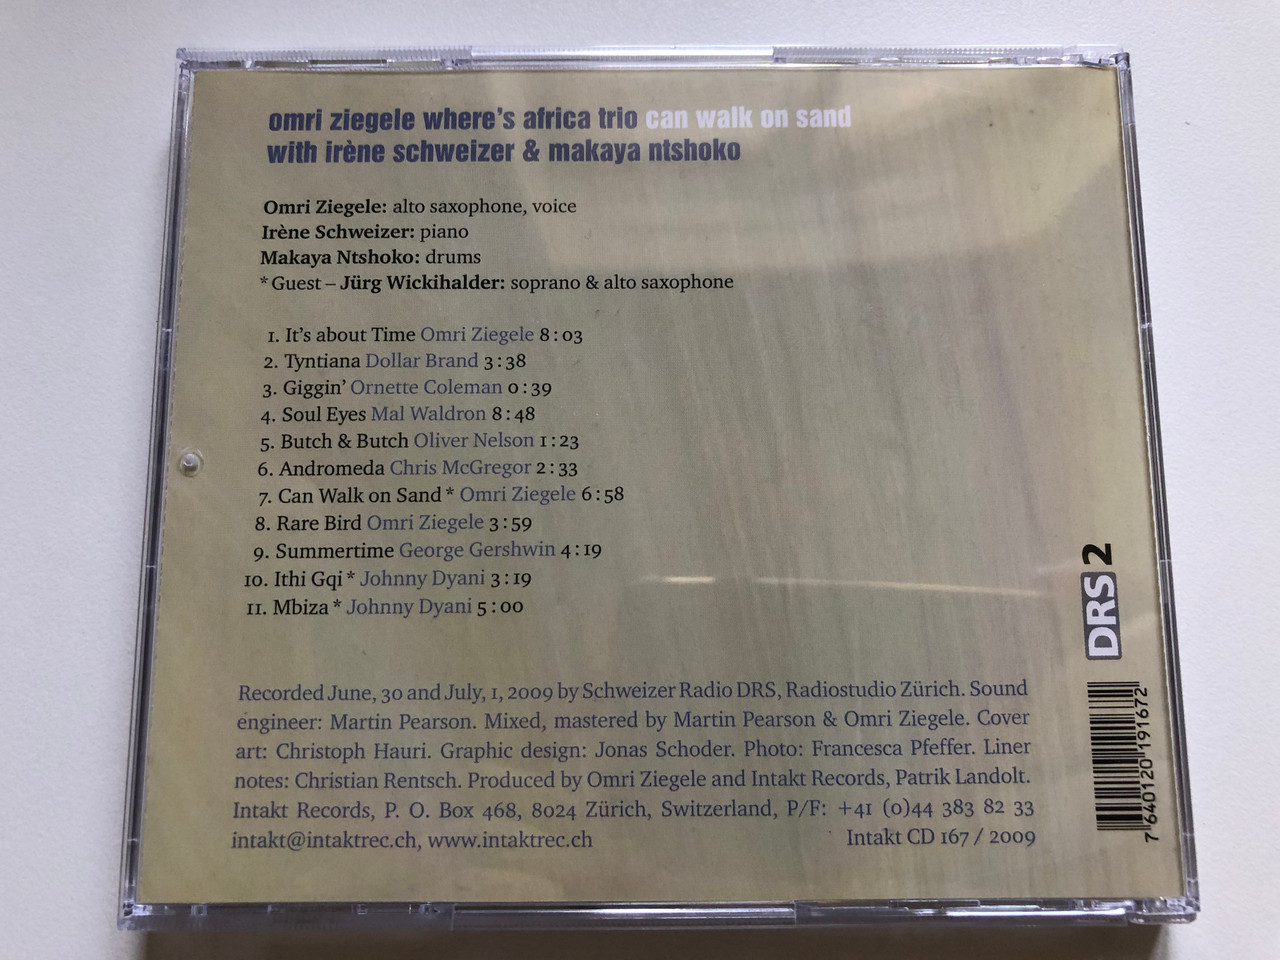 omri ziegele where's africa trio can walk on sand
with irène schweizer & makaya ntshoko
Omri Ziegele: alto saxophone, voice
Irène Schweizer: piano
Makaya Ntshoko: drums
* Guest – Jürg Wickihalder: soprano & alto saxophone
1. It's about Time Omri Ziegele 8:03
2. Tyntiana Dollar Brand 3:38
3. Giggin' Ornette Coleman 0:39
4. Soul Eyes Mal Waldron 8:48
5. Butch & Butch Oliver Nelson 1:23
6. Andromeda Chris McGregor 2:33
7. Can Walk on Sand * Omri Ziegele 6:58
8. Rare Bird Omri Ziegele 3:59
9. Summertime George Gershwin 4:19
10. Ithi Gqi * Johnny Dyani 3:19
11. Mbiza * Johnny Dyani 5:00
Recorded June, 30 and July, 1, 2009 by Schweizer Radio DRS, Radiostudio Zürich. Sound
engineer: Martin Pearson. Mixed, mastered by Martin Pearson & Omri Ziegele. Cover
art: Christoph Hauri. Graphic design: Jonas Schoder. Photo: Francesca Pfeffer. Liner
notes: Christian Rentsch. Produced by Omri Ziegele and Intakt Records, Patrik Landolt.
Intakt Records, P. O. Box 468, 8024 Zürich, Switzerland, P/F: +41 (0)44 383 82 33
intakt@intaktrec.ch, www.intaktrec.ch Intakt CD 167 / 2009
DRS 2
7640120191672